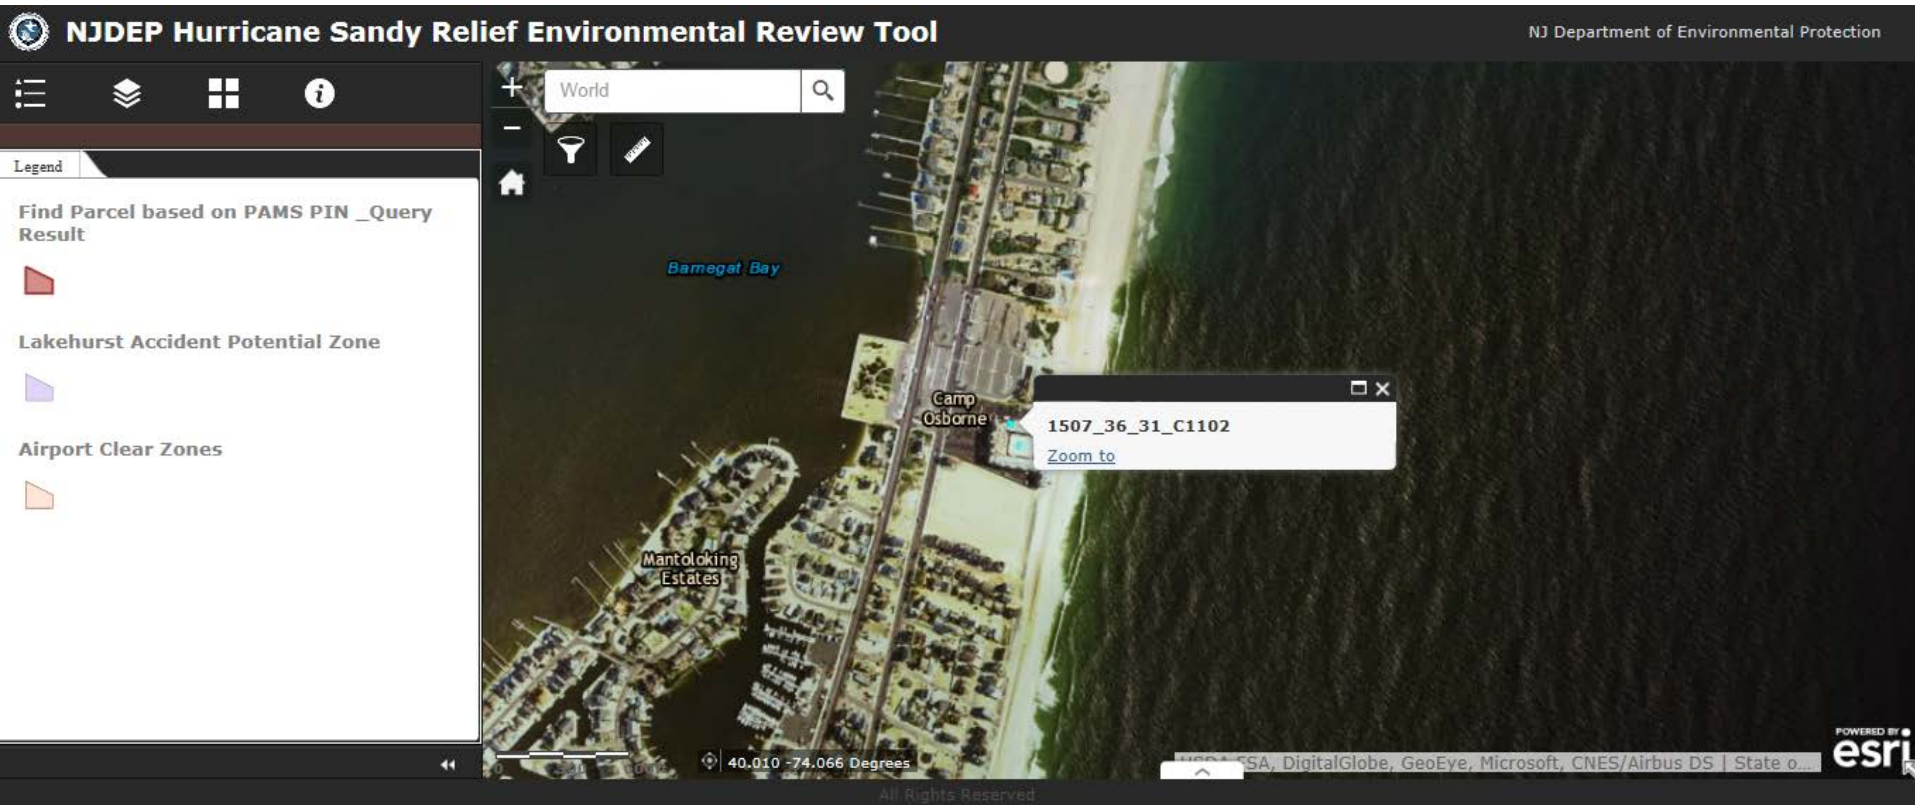 NJDEP Hurricane Sandy Relief Environmental Review Tool
NJ Department of Environmental Protection
World
Legend
Find Parcel based on PAMS PIN _Query
Result
Lakehurst Accident Potential Zone
Airport Clear Zones
Barnegat Bay
Camp
Osborne
1507_36_31_C1102
Zoom to
Mantoloking
Estates
40.010 -74.066 Degrees
FSA, DigitalGlobe, GeoEye, Microsoft, CNES/Airbus DS | State o...
POWERED BY
esri
All Rights Reserved